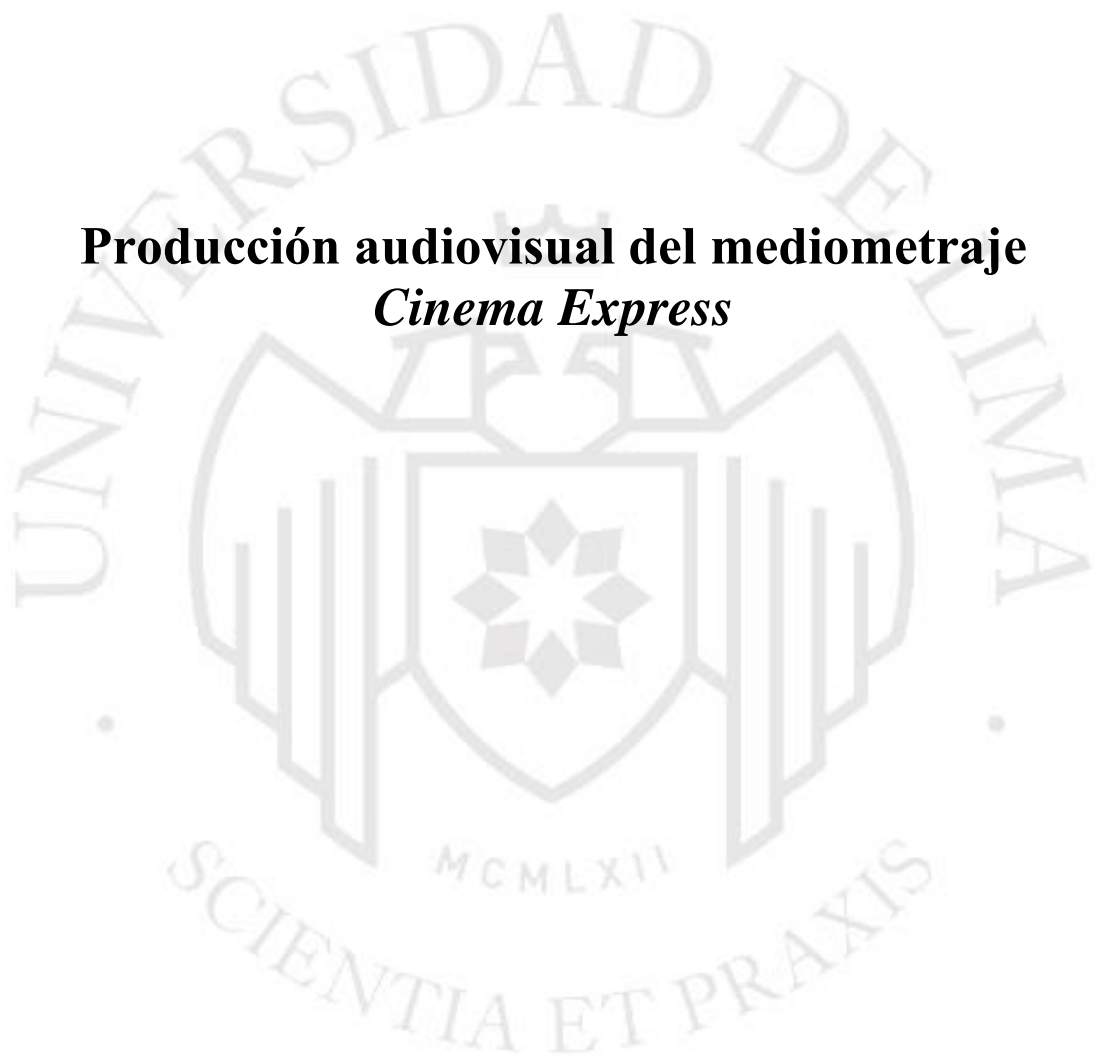 UNIVERSIDAD DE LIMA
Producción audiovisual del mediometraje
Cinema Express
MCMLXII
SCIENTIA ET PRAXIS